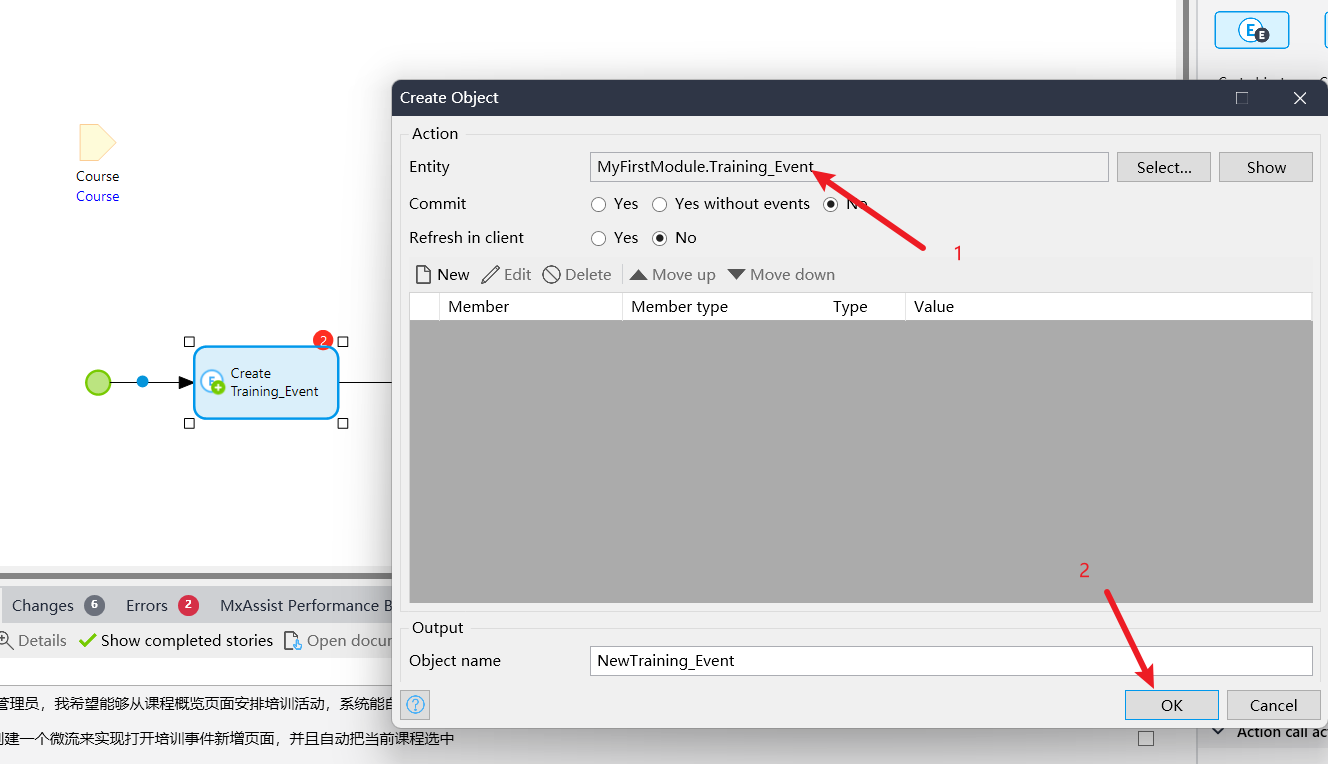 E E
Create Object
Action
Course
Course
Entity
MyFirstModule.Training_Event
Select...
Show
Commit
Yes
Yes without events
No
Refresh in client
Yes
No
1
New
Edit
Delete
Move up
Move down
Member
Member type
Type
Value
2
E
Create
Training_Event
2
Changes 6
Errors 2
MxAssist Performance B
Details
Show completed stories
Open docu
Output
Object name
NewTraining_Event
管理员，我希望能够从课程概览页面安排培训活动，系统能
?
OK
Cancel
建一个微流来实现打开培训事件新增页面，并且自动把当前课程选中
Action call ac